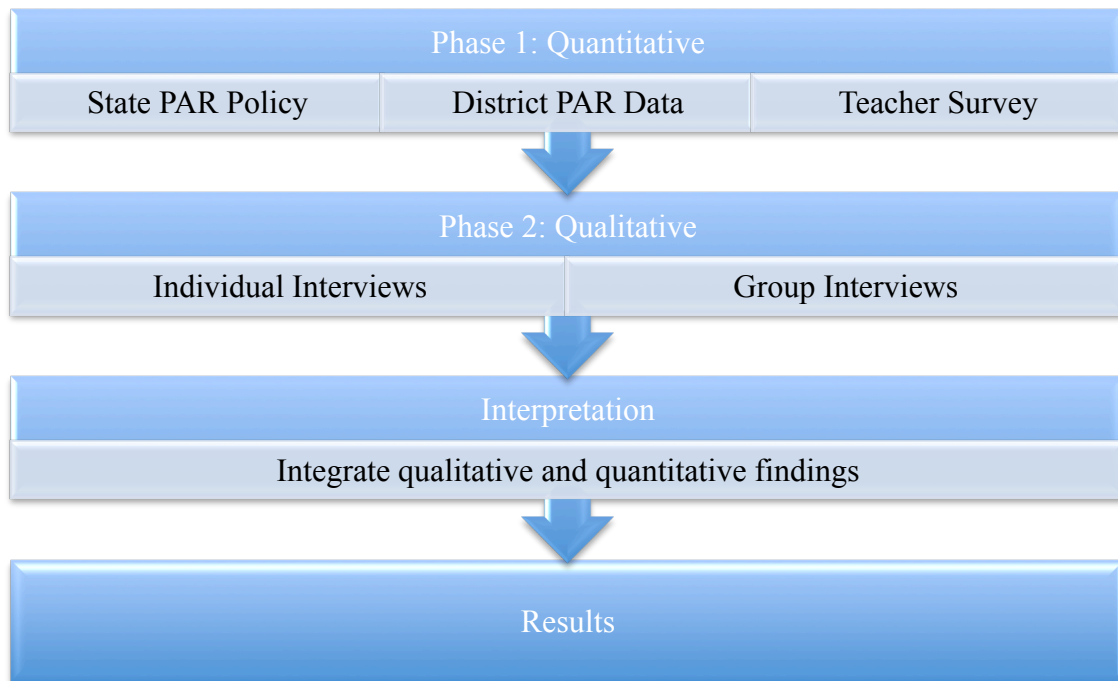 Phase 1: Quantitative
State PAR Policy
District PAR Data
Teacher Survey
Phase 2: Qualitative
Individual Interviews
Group Interviews
Interpretation
Integrate qualitative and quantitative findings
Results